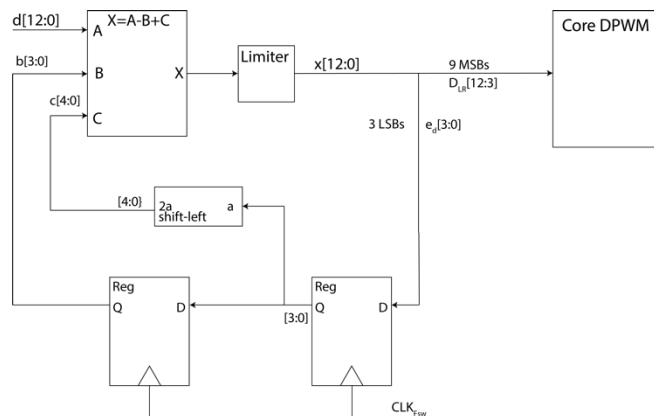 d[12:0]
A
X=A-B+C
b[3:0]
B
X
c[4:0]
C
Limiter
x[12:0]
9 MSBs
D_LR[12:3]
3 LSBs
e_d[3:0]
Core DPWM
[4:0}
2a
a
shift-left
Reg
Q
D
[3:0]
Reg
Q
D
CLK_Fsw